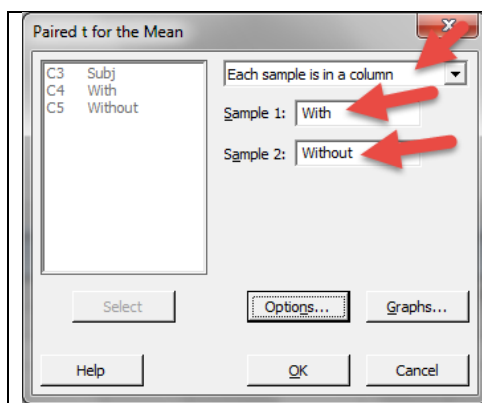 Paired t for the Mean
C3 Subj
C4 With
C5 Without
Each sample is in a column
Sample 1: With
Sample 2: Without
Select
Options...
Graphs...
Help
OK
Cancel